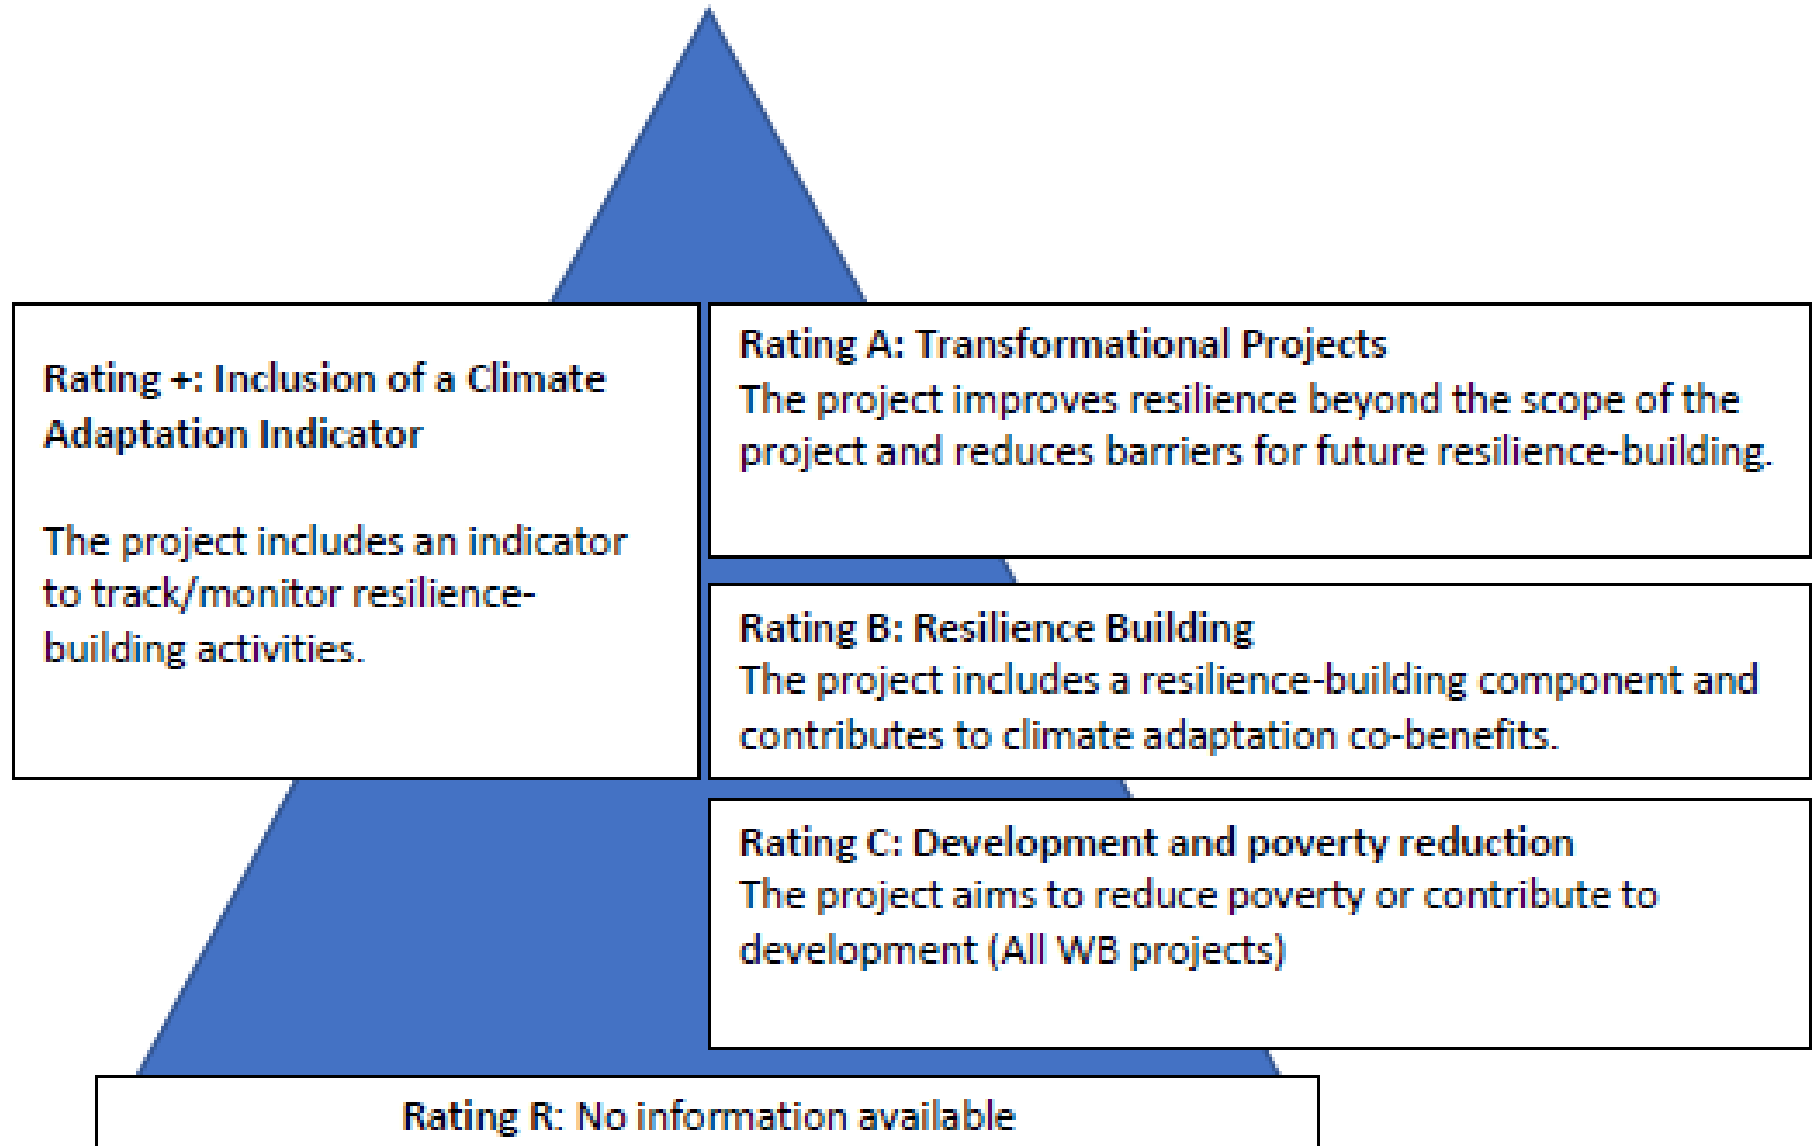 Rating +: Inclusion of a Climate
Adaptation Indicator
The project includes an indicator
to track/monitor resilience-
building activities.
Rating A: Transformational Projects
The project improves resilience beyond the scope of the
project and reduces barriers for future resilience-building.
Rating B: Resilience Building
The project includes a resilience-building component and
contributes to climate adaptation co-benefits.
Rating C: Development and poverty reduction
The project aims to reduce poverty or contribute to
development (All WB projects)
Rating R: No information available